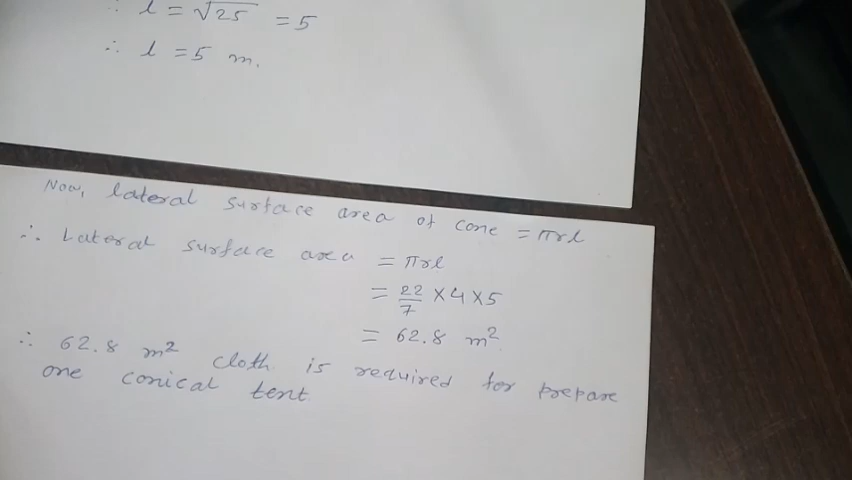 ∴ l = √25 = 5
∴ l = 5 m.
Now, lateral surface area of cone = πrl
∴ Lateral surface area = πrl
= 22/7 × 4 × 5
= 62.8 m²
∴ 62.8 m² cloth is required for prepare
one conical tent.